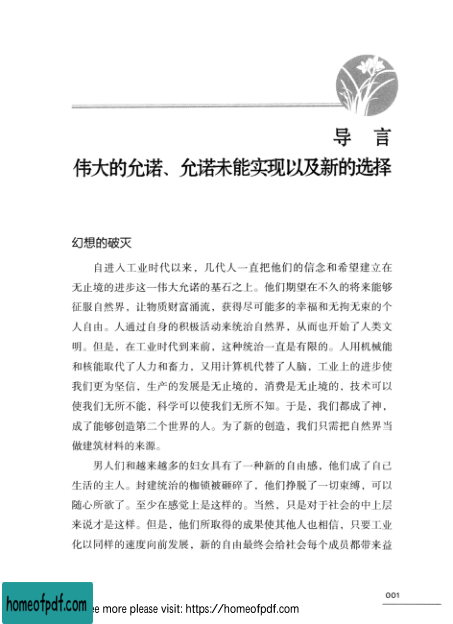 导 言
伟大的允诺、允诺未能实现以及新的选择
幻想的破灭
自进入工业时代以来，几代人一直把他们的信念和希望建立在
无止境的进步这一伟大允诺的基石之上。他们期望在不久的将来能够
征服自然界，让物质财富涌流，获得尽可能多的幸福和无拘无束的个
人自由。人通过自身的积极活动来统治自然界，从而也开始了人类文
明。但是，在工业时代到来前，这种统治一直是有限的。人用机械能
和核能取代了人力和畜力，又用计算机代替了人脑，工业上的进步使
我们更为坚信，生产的发展是无止境的，消费是无止境的，技术可以
使我们无所不能，科学可以使我们无所不知。于是，我们都成了神，
成了能够创造第二个世界的人。为了新的创造，我们只需把自然界当
做建筑材料的来源。
男人们和越来越多的妇女具有了一种新的自由感，他们成了自己
生活的主人。封建统治的枷锁被砸碎了，他们挣脱了一切束缚，可以
随心所欲了。至少在感觉上是这样的。当然，只是对于社会的中上层
来说才是这样。但是，他们所取得的成果使其他人也相信，只要工业
化以同样的速度向前发展，新的自由最终会给社会每个成员都带来益
001
homeofpdf.com
ee more please visit: https://homeofpdf.com